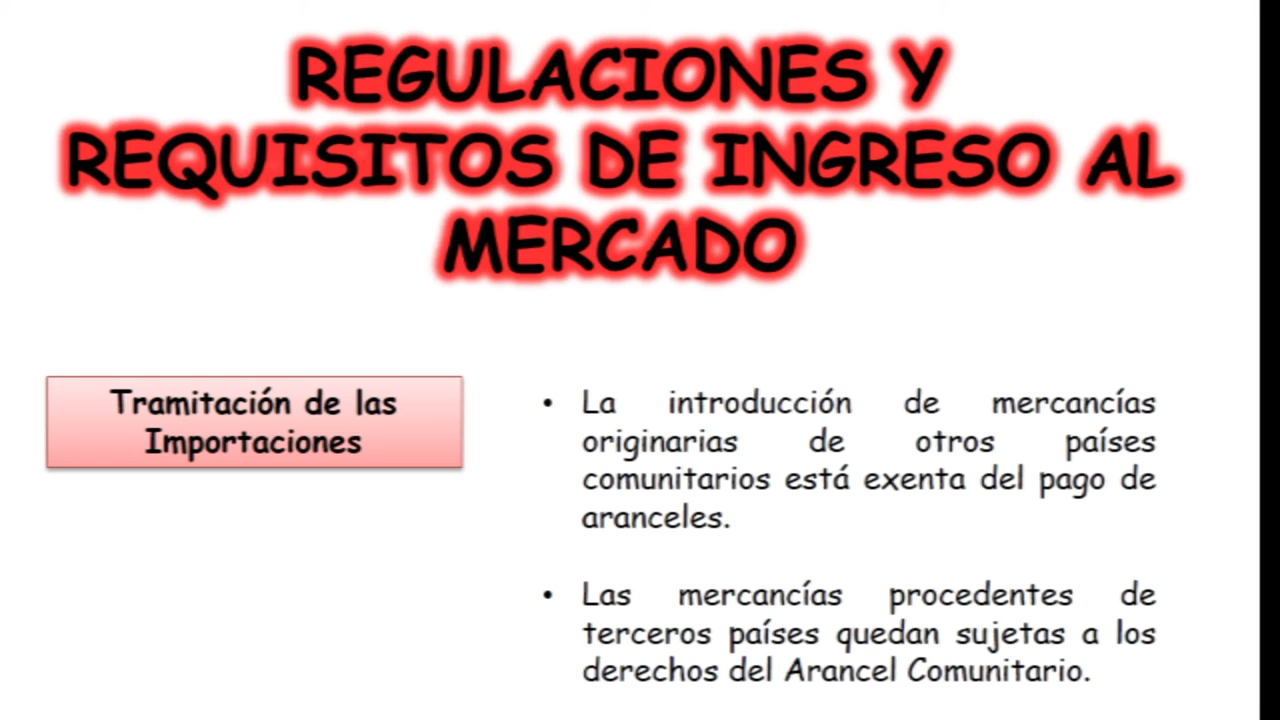 REGULACIONES Y
REQUISITOS DE INGRESO AL
MERCADO
Tramitación de las
Importaciones
• La introducción de mercancías
originarias de otros países
comunitarios está exenta del pago de
aranceles.
• Las mercancías procedentes de
terceros países quedan sujetas a los
derechos del Arancel Comunitario.